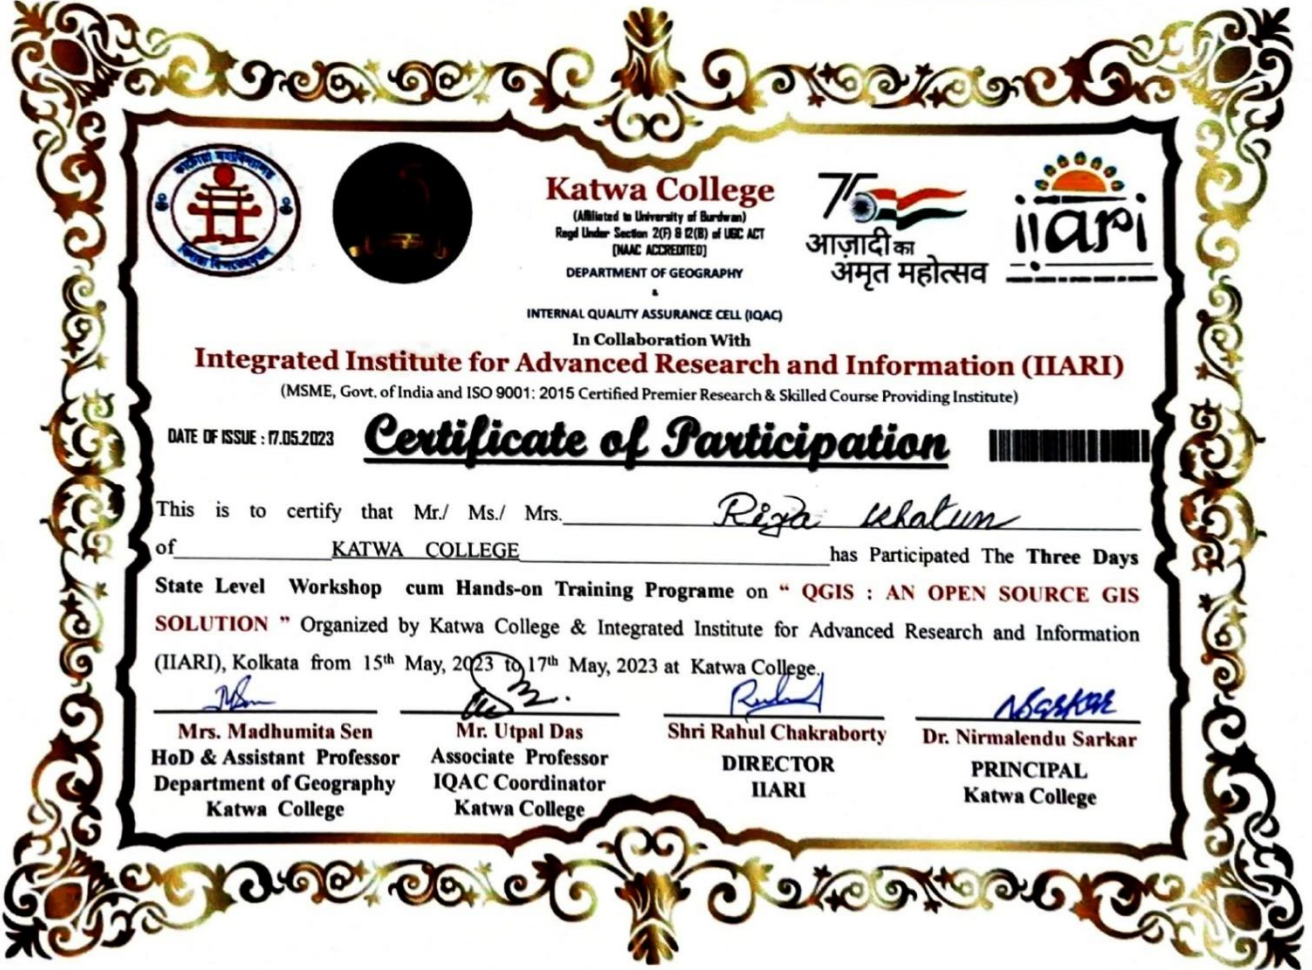 কাটোয়া মহাবিদ্যালয়
Katwa College
(Affiliated to University of Burdwan)
Regd Under Section 2(F) & 12(B) of UGC ACT
[NAAC ACCREDITED]
DEPARTMENT OF GEOGRAPHY
&
INTERNAL QUALITY ASSURANCE CELL (IQAC)
75
आज़ादी का
अमृत महोत्सव
iiari
In Collaboration With
Integrated Institute for Advanced Research and Information (IIARI)
(MSME, Govt. of India and ISO 9001: 2015 Certified Premier Research & Skilled Course Providing Institute)
DATE OF ISSUE : 17.05.2023 Certificate of Participation
This is to certify that Mr./ Ms./ Mrs. Riza Khatun
of KATWA COLLEGE has Participated The Three Days
State Level Workshop cum Hands-on Training Programe on “ QGIS : AN OPEN SOURCE GIS
SOLUTION ” Organized by Katwa College & Integrated Institute for Advanced Research and Information
(IIARI), Kolkata from 15th May, 2023 to 17th May, 2023 at Katwa College.
NSarkar
Mrs. Madhumita Sen
HoD & Assistant Professor
Department of Geography
Katwa College
Mr. Utpal Das
Associate Professor
IQAC Coordinator
Katwa College
Shri Rahul Chakraborty
DIRECTOR
IIARI
Dr. Nirmalendu Sarkar
PRINCIPAL
Katwa College